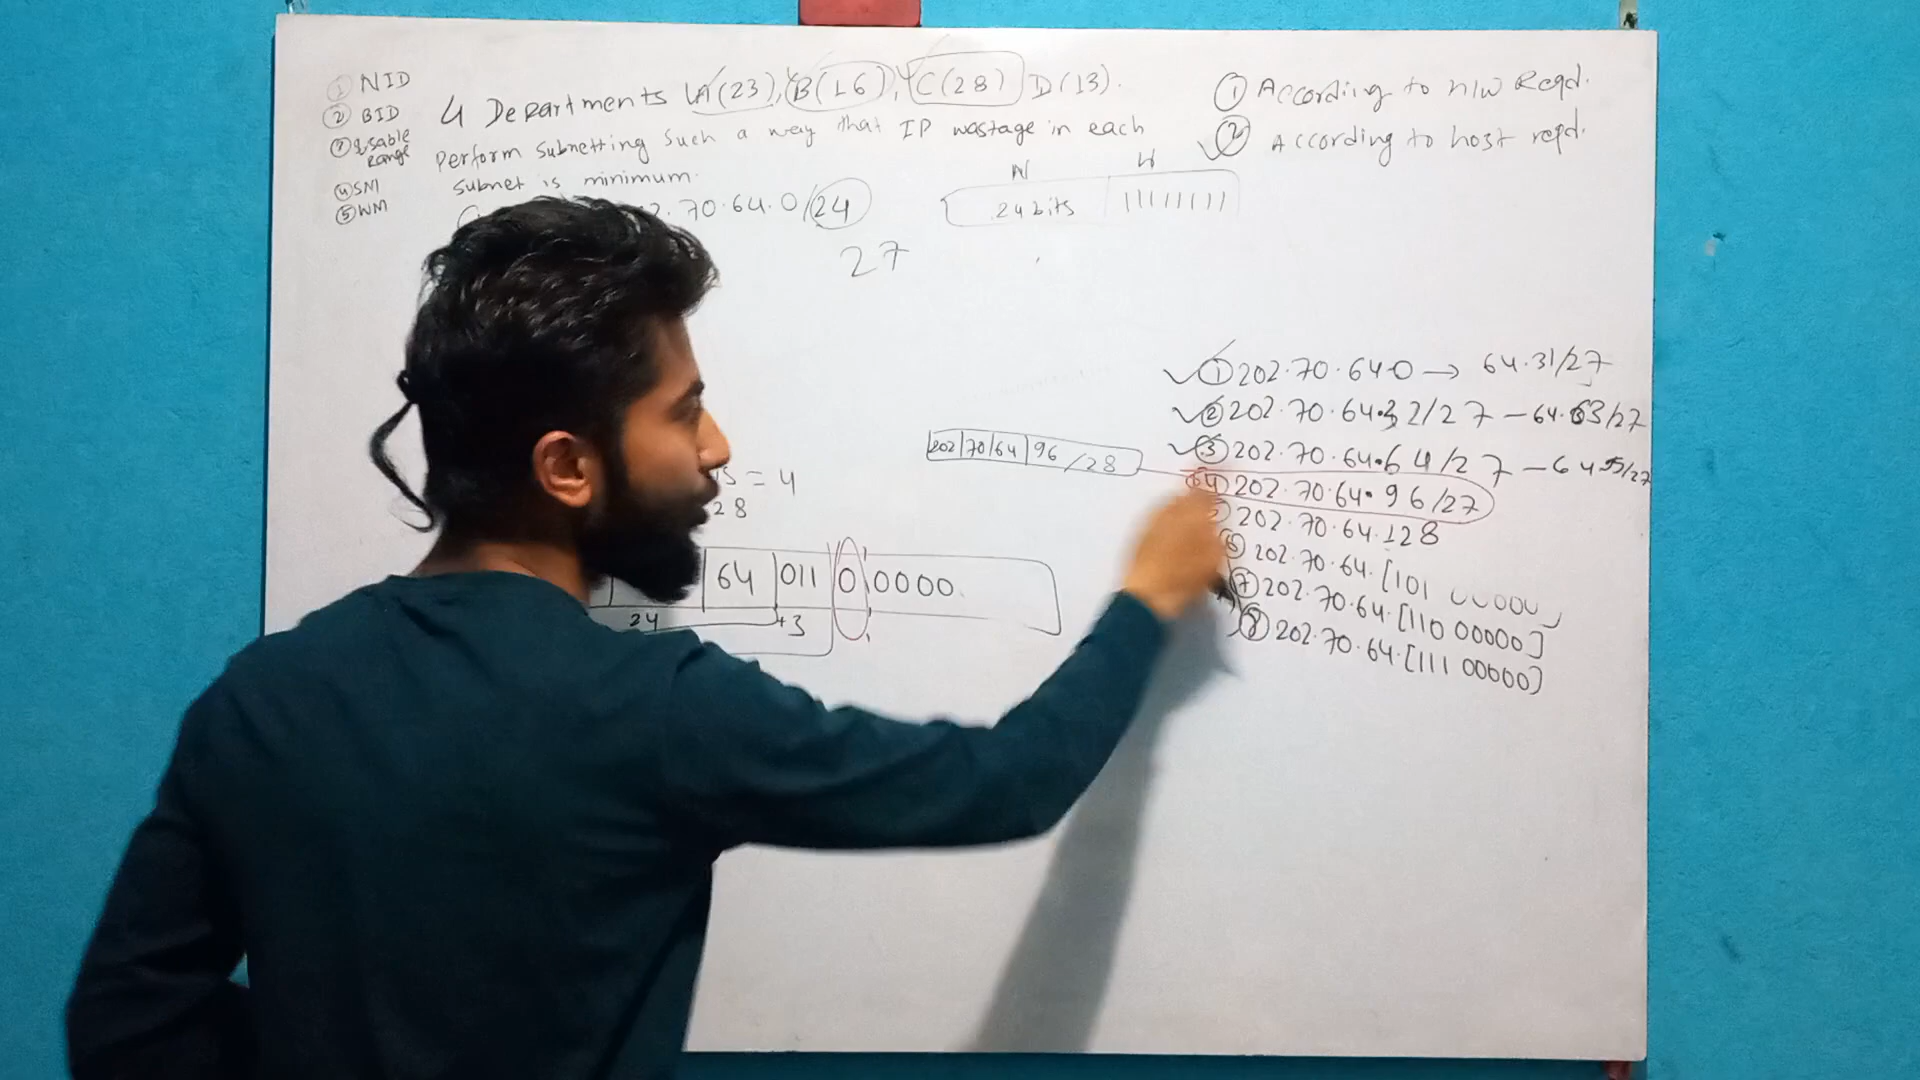 ① NID
② BID
③ Usable
Range
④ SM
⑤ WM
4 Departments A(23), B(16), C(28) D(13).
Perform subnetting such a way that IP wastage in each
subnet is minimum.
.70.64.0/24
27
① According to n/w Reqd.
② According to host reqd.
N H
24 bits 11111111
① 202.70.64.0 → 64.31/27
② 202.70.64.32/27 - 64.63/27
③ 202.70.64.64/27 - 64.95/27
202|70|64|96/28
202.70.64.96/27
202.70.64.128
⑥ 202.70.64.[101 00000]
⑦ 202.70.64.[110 00000]
⑧ 202.70.64.[111 00000]
= 4
28
64 | 011 | 0 | 0000
24 +3